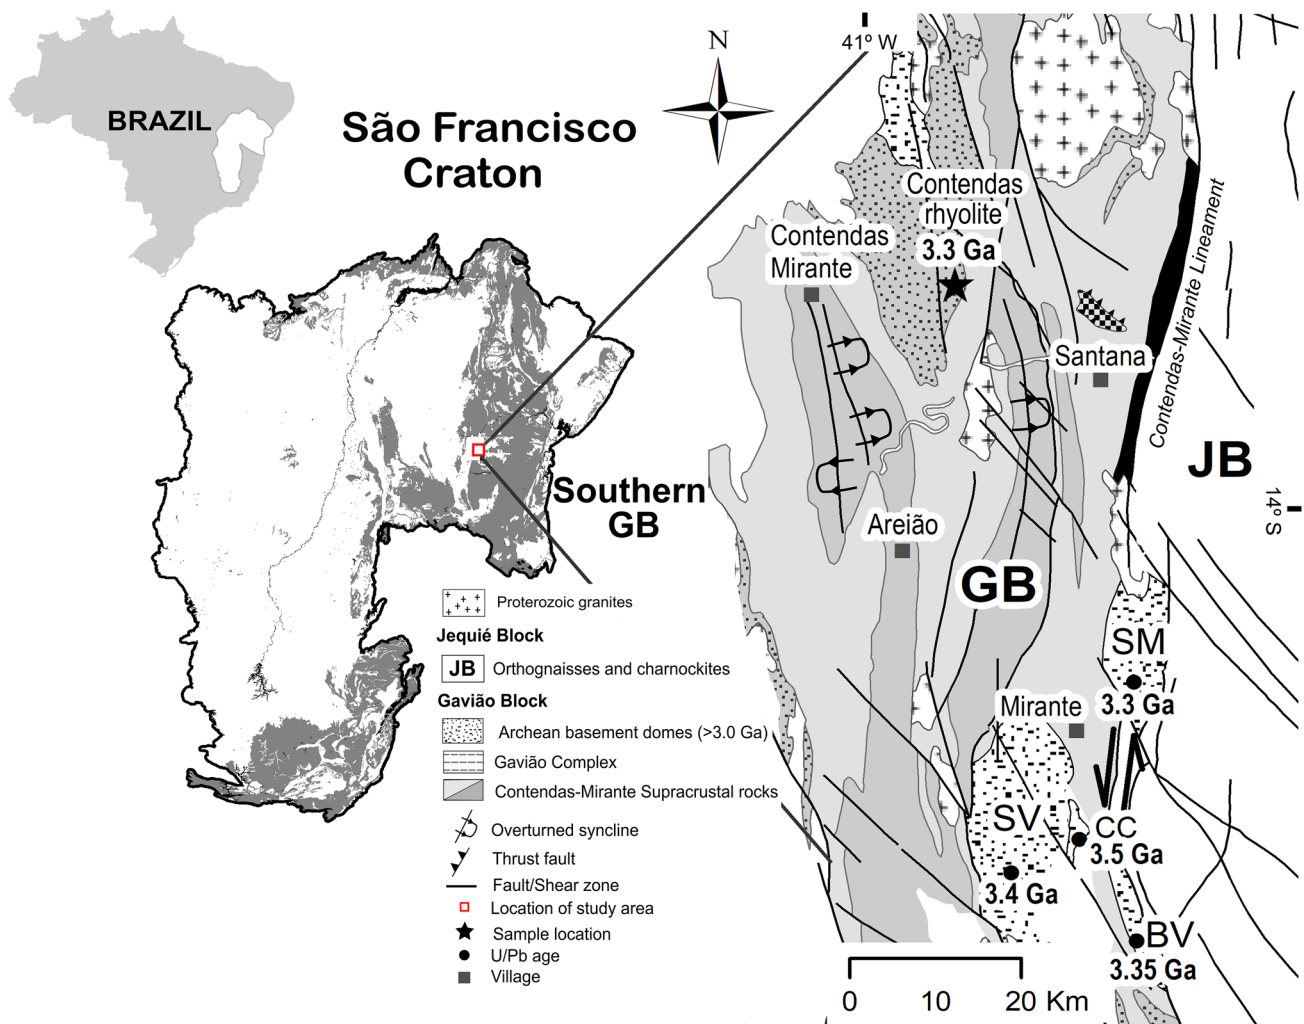 BRAZIL
São Francisco
Craton
N
41º W
Contendas
rhyolite
3.3 Ga
Contendas
Mirante
Santana
Contendas-Mirante Lineament
JB
14º S
Southern
GB
Areião
GB
SM
3.3 Ga
Mirante
SV
CC
3.5 Ga
3.4 Ga
BV
3.35 Ga
Proterozoic granites
Jequié Block
JB Orthognaisses and charnockites
Gavião Block
Archean basement domes (>3.0 Ga)
Gavião Complex
Contendas-Mirante Supracrustal rocks
Overturned syncline
Thrust fault
Fault/Shear zone
Location of study area
Sample location
U/Pb age
Village
0 10 20 Km